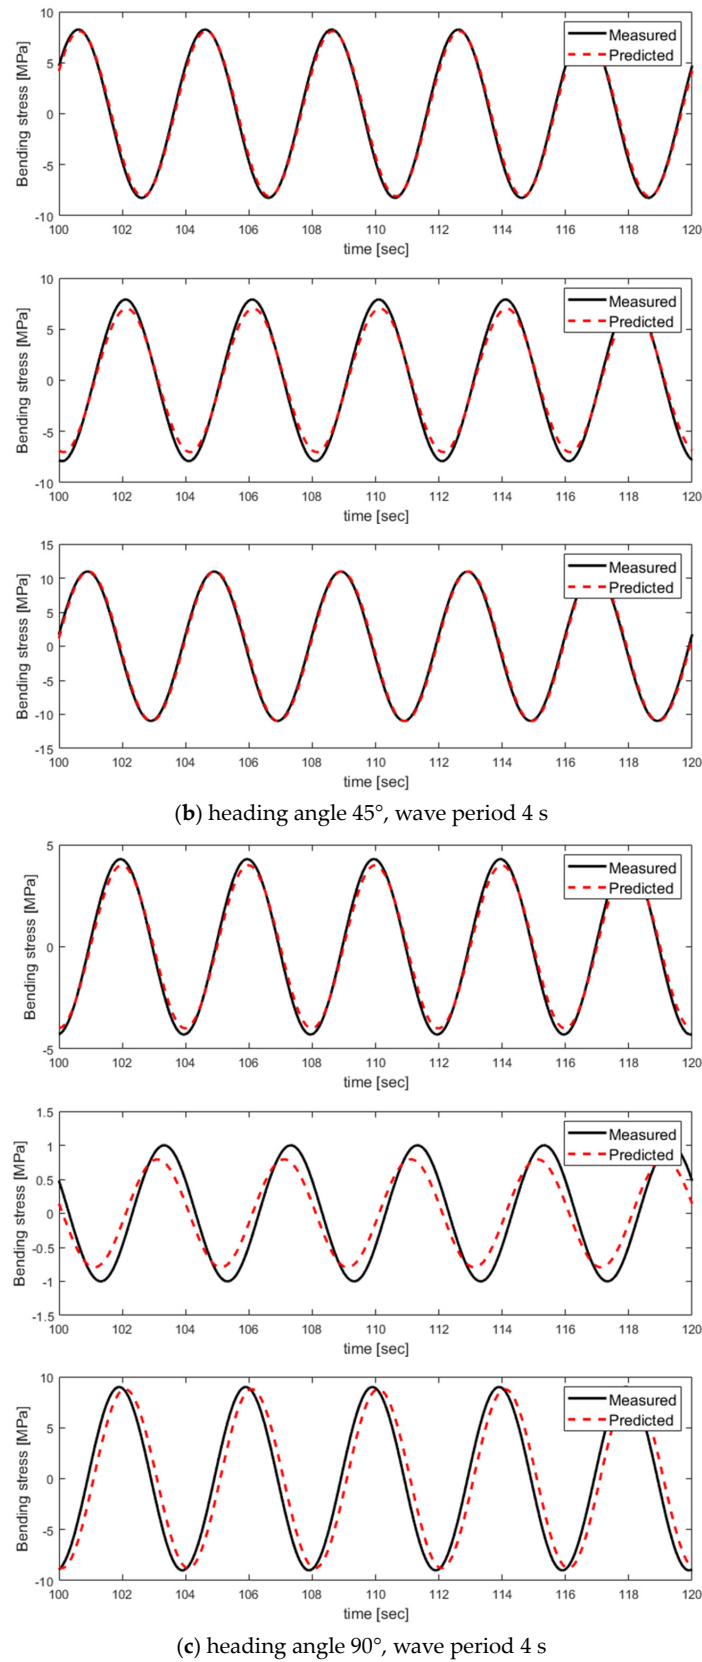 10
5
0
-5
-10
Bending stress [MPa]
Measured
Predicted
100 102 104 106 108 110 112 114 116 118 120
time [sec]
10
5
0
-5
-10
Bending stress [MPa]
Measured
Predicted
100 102 104 106 108 110 112 114 116 118 120
time [sec]
15
10
5
0
-5
-10
-15
Bending stress [MPa]
Measured
Predicted
100 102 104 106 108 110 112 114 116 118 120
time [sec]
(b) heading angle 45°, wave period 4 s
5
0
-5
Bending stress [MPa]
Measured
Predicted
100 102 104 106 108 110 112 114 116 118 120
time [sec]
1.5
1
0.5
0
-0.5
-1
-1.5
Bending stress [MPa]
Measured
Predicted
100 102 104 106 108 110 112 114 116 118 120
time [sec]
10
5
0
-5
-10
Bending stress [MPa]
Measured
Predicted
100 102 104 106 108 110 112 114 116 118 120
time [sec]
(c) heading angle 90°, wave period 4 s